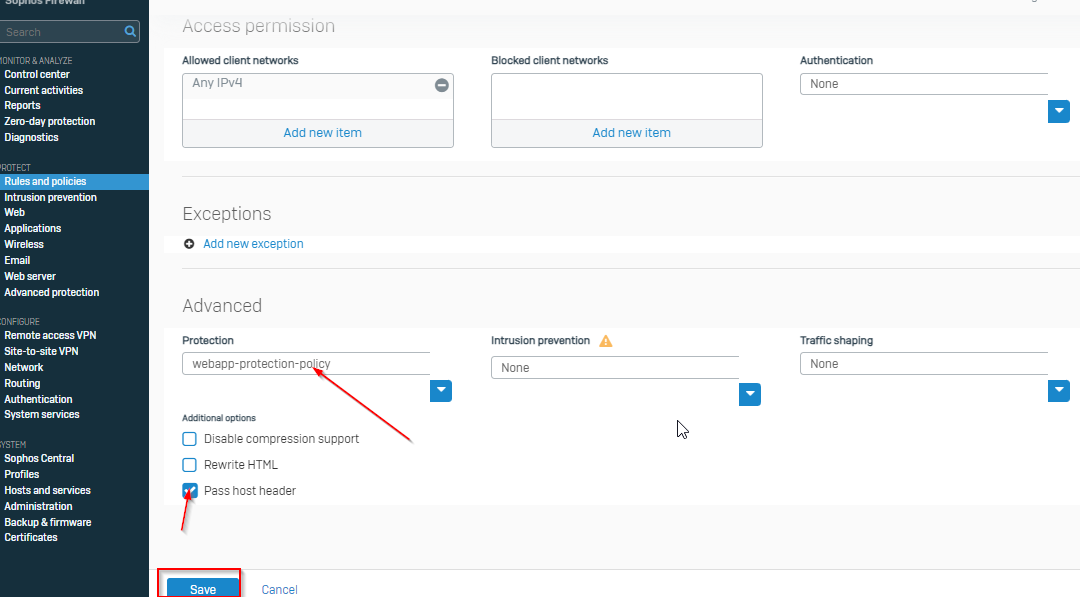 Sophos Firewall
Search
MONITOR & ANALYZE
Control center
Current activities
Reports
Zero-day protection
Diagnostics
PROTECT
Rules and policies
Intrusion prevention
Web
Applications
Wireless
Email
Web server
Advanced protection
CONFIGURE
Remote access VPN
Site-to-site VPN
Network
Routing
Authentication
System services
SYSTEM
Sophos Central
Profiles
Hosts and services
Administration
Backup & firmware
Certificates
Access permission
Allowed client networks
Any IPv4
Add new item
Blocked client networks
Add new item
Authentication
None
Exceptions
Add new exception
Advanced
Protection
webapp-protection-policy
Intrusion prevention
None
Traffic shaping
None
Additional options
Disable compression support
Rewrite HTML
Pass host header
Save
Cancel